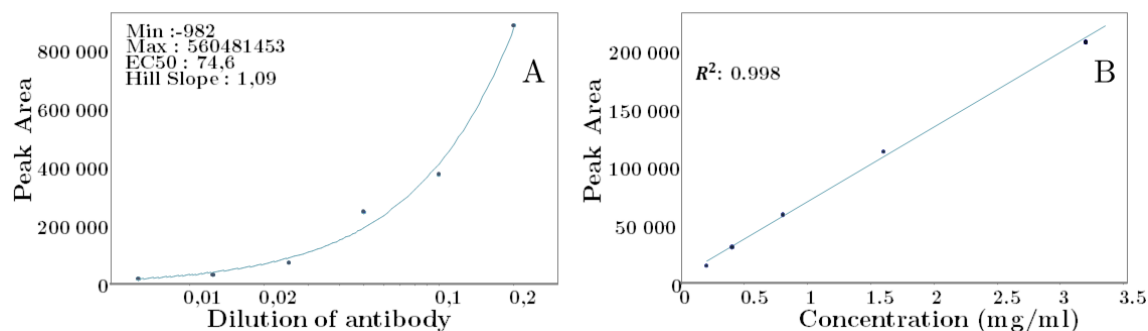 Min :-982
Max : 560481453
EC50 : 74,6
Hill Slope : 1,09
A
Peak Area
800 000
600 000
400 000
200 000
0
0,01 0,02 0,1 0,2
Dilution of antibody
R²: 0.998
B
Peak Area
200 000
150 000
100 000
50 000
0
0 0.5 1 1.5 2 2.5 3 3.5
Concentration (mg/ml)